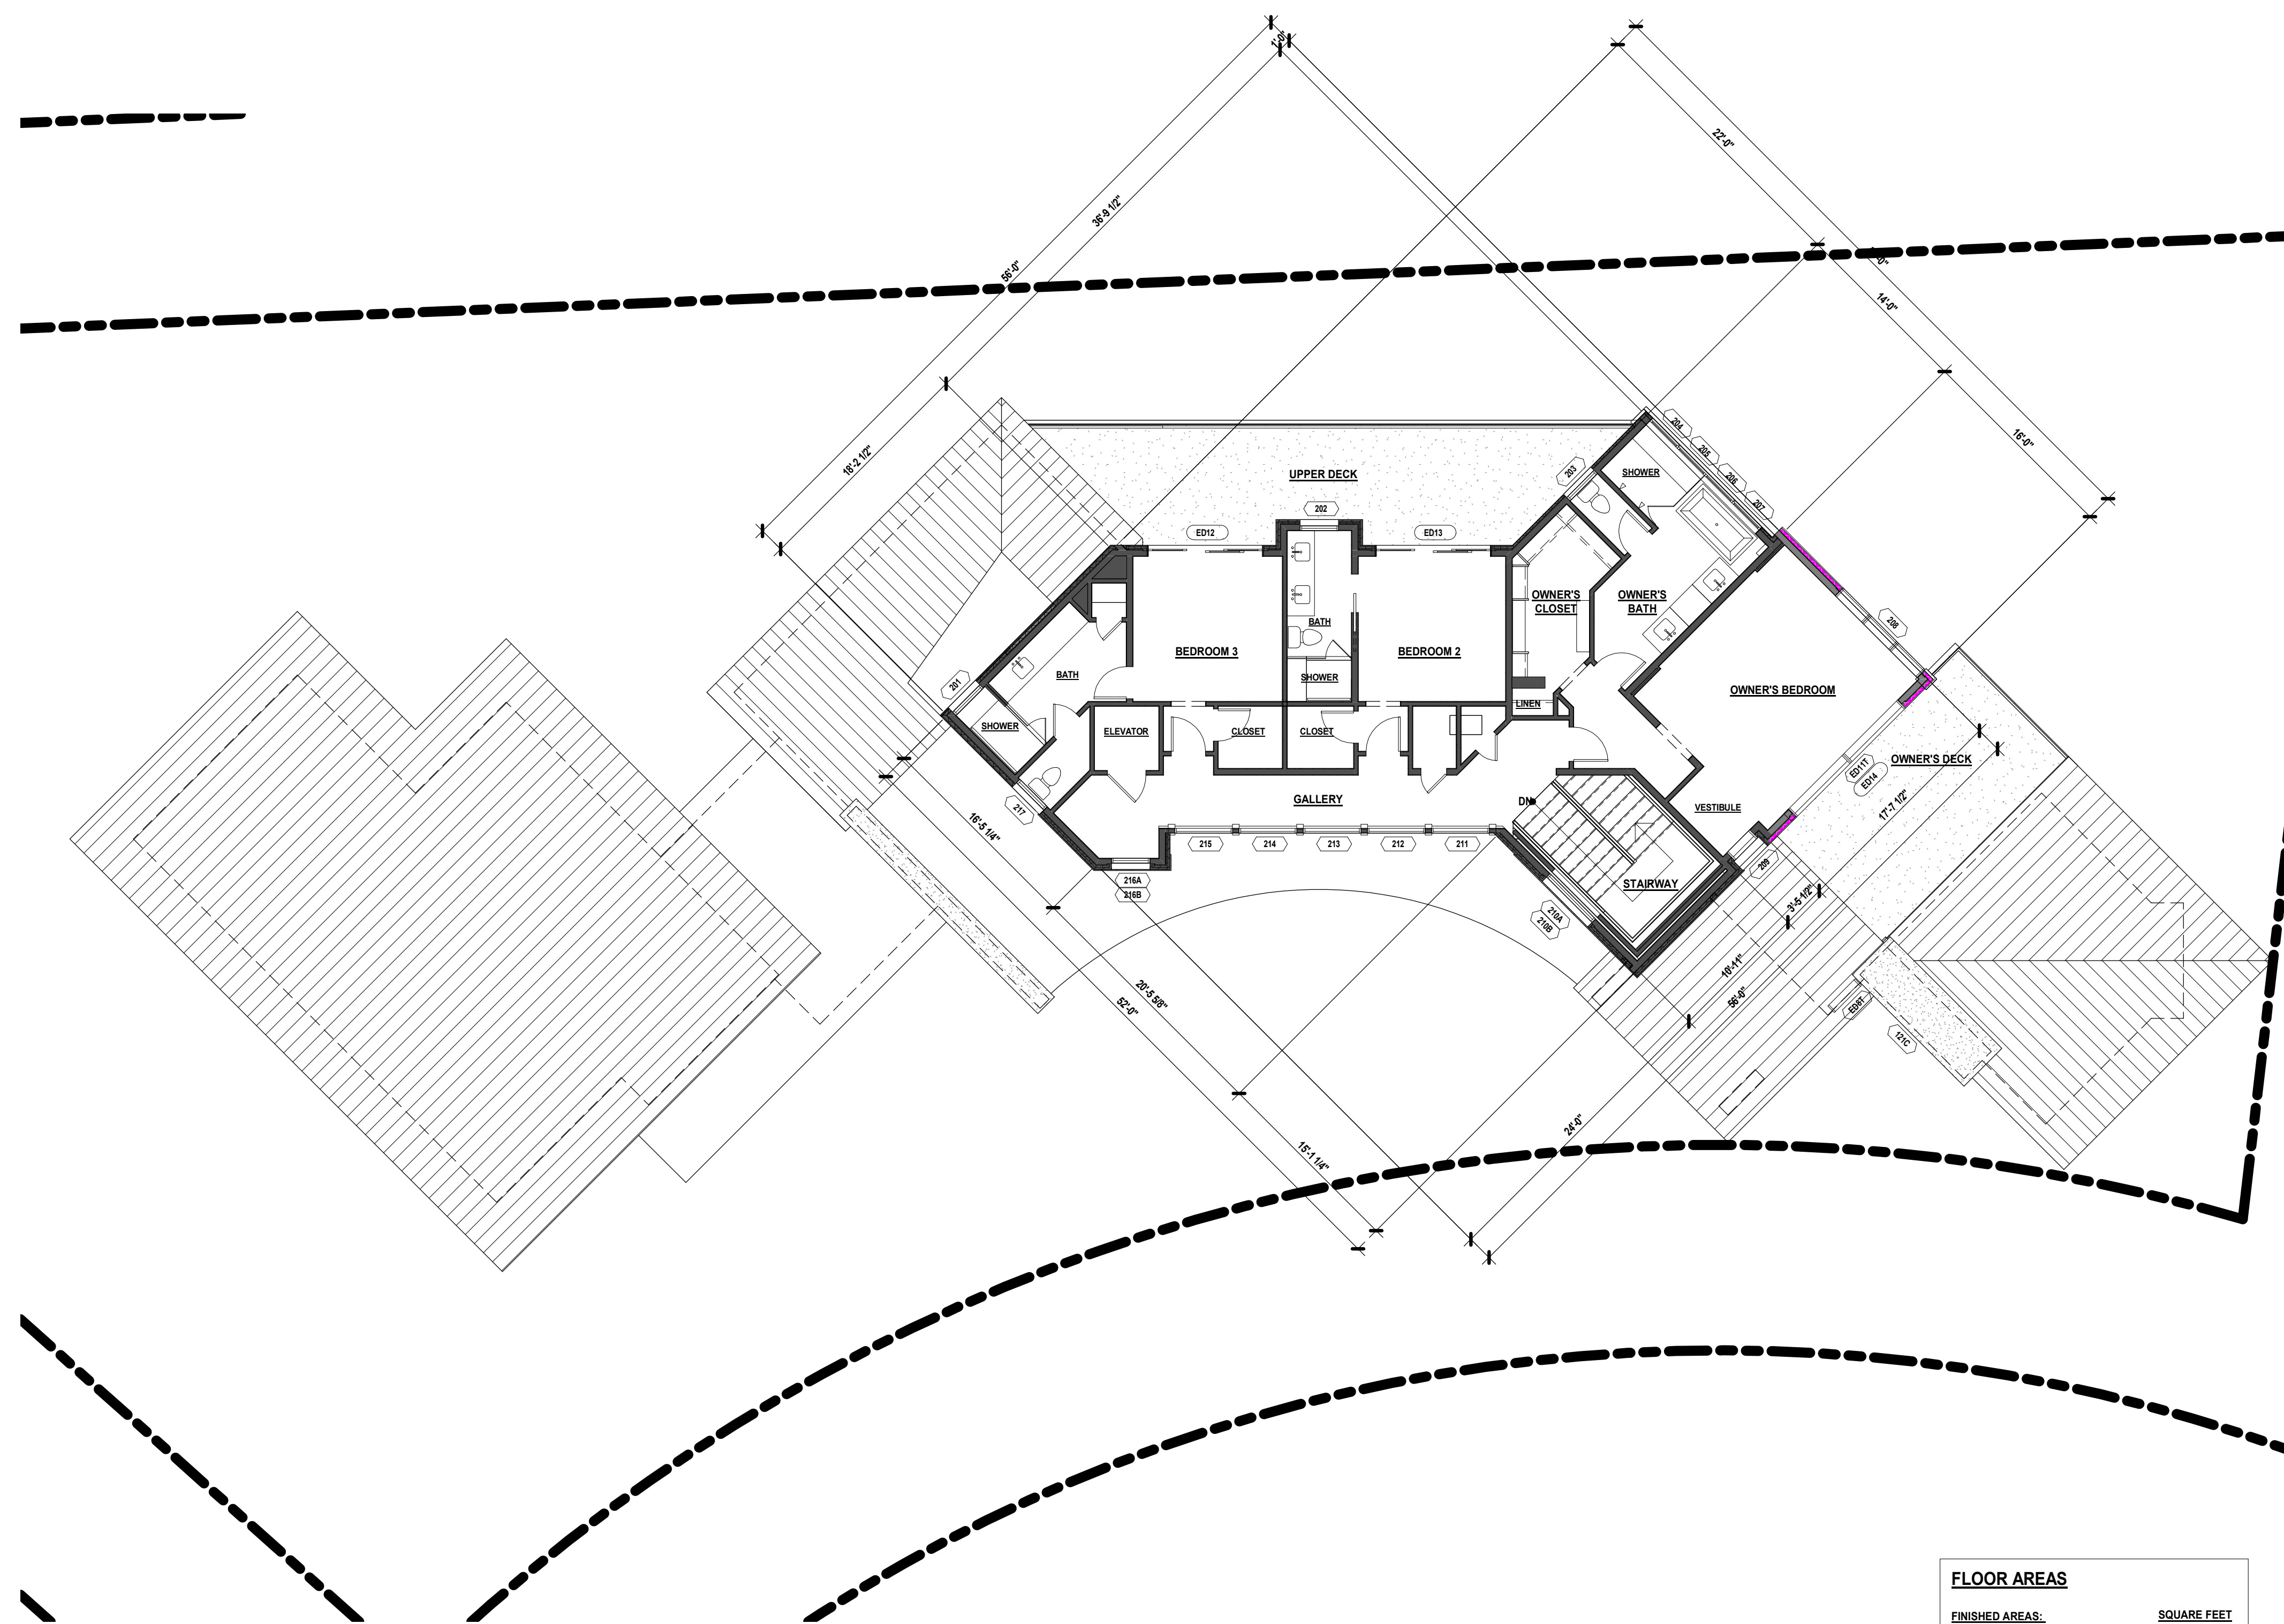 1'-0"
22'-0"
36'-9 1/2"
56'-0"
14'-0"
16'-0"
18'-2 1/2"
204
205
206
207
203
SHOWER
UPPER DECK
202
ED12
ED13
OWNER'S
CLOSET
OWNER'S
BATH
BATH
208
BEDROOM 3
BEDROOM 2
BATH
SHOWER
201
OWNER'S BEDROOM
LINEN
SHOWER
ELEVATOR
CLOSET
CLOSET
OWNER'S DECK
ED11T
ED14
GALLERY
DN
VESTIBULE
17'-7 1/2"
217
16'-5 1/4"
215
214
213
212
211
209
216A
216B
STAIRWAY
3'-5 1/2"
210A
210B
10'-11"
20'-5 5/8"
52'-0"
56'-0"
ED8T
121C
24'-0"
15'-1 1/4"
FLOOR AREAS
FINISHED AREAS: SQUARE FEET